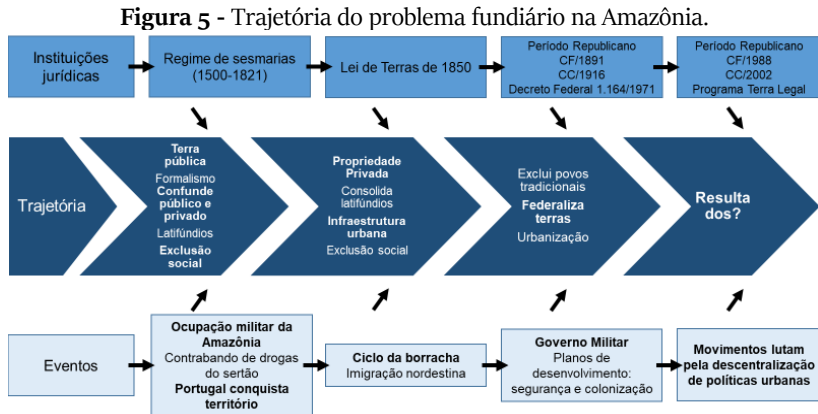 Figura 5 - Trajetória do problema fundiário na Amazônia.
Instituições
jurídicas
Regime de sesmarias
(1500-1821)
Lei de Terras de 1850
Período Republicano
CF/1891
CC/1916
Decreto Federal 1.164/1971
Período Republicano
CF/1988
CC/2002
Programa Terra Legal
Trajetória
Terra
pública
Formalismo
Confunde
público e
privado
Latifúndios
Exclusão
social
Propriedade
Privada
Consolida
latifúndios
Infraestrutura
urbana
Exclusão social
Exclui povos
tradicionais
Federaliza
terras
Urbanização
Resulta
dos?
Eventos
Ocupação militar da
Amazônia
Contrabando de drogas
do sertão
Portugal conquista
território
Ciclo da borracha
Imigração nordestina
Governo Militar
Planos de
desenvolvimento:
segurança e colonização
Movimentos lutam
pela descentralização
de políticas urbanas